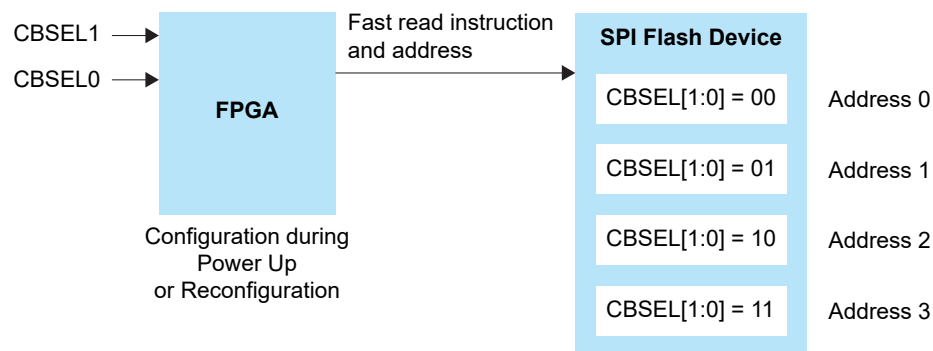 CBSEL1
CBSEL0
FPGA
Configuration during
Power Up
or Reconfiguration
Fast read instruction
and address
SPI Flash Device
CBSEL[1:0] = 00
Address 0
CBSEL[1:0] = 01
Address 1
CBSEL[1:0] = 10
Address 2
CBSEL[1:0] = 11
Address 3